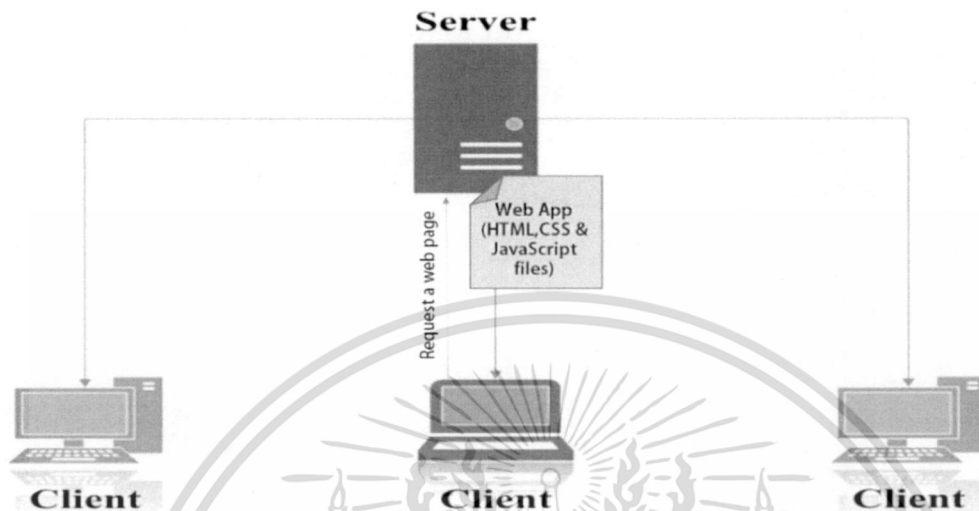 Server
Request a web page
Web App
(HTML,CSS &
JavaScript
files)
Client
Client
Client